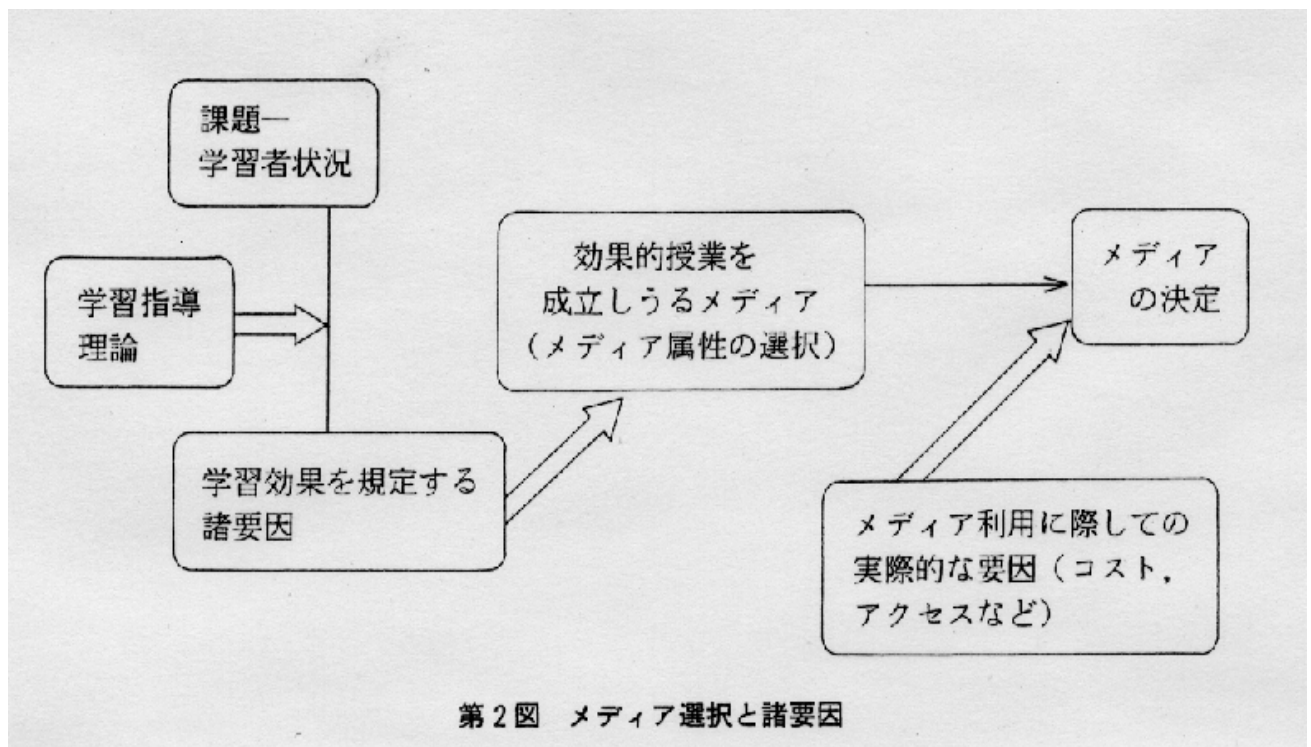 課題一
学習者状況
学習指導
理論
効果的授業を
成立しうるメディア
(メディア属性の選択)
メディア
の決定
学習効果を規定する
諸要因
メディア利用に際しての
実際的な要因(コスト,
アクセスなど)
第2図 メディア選択と諸要因